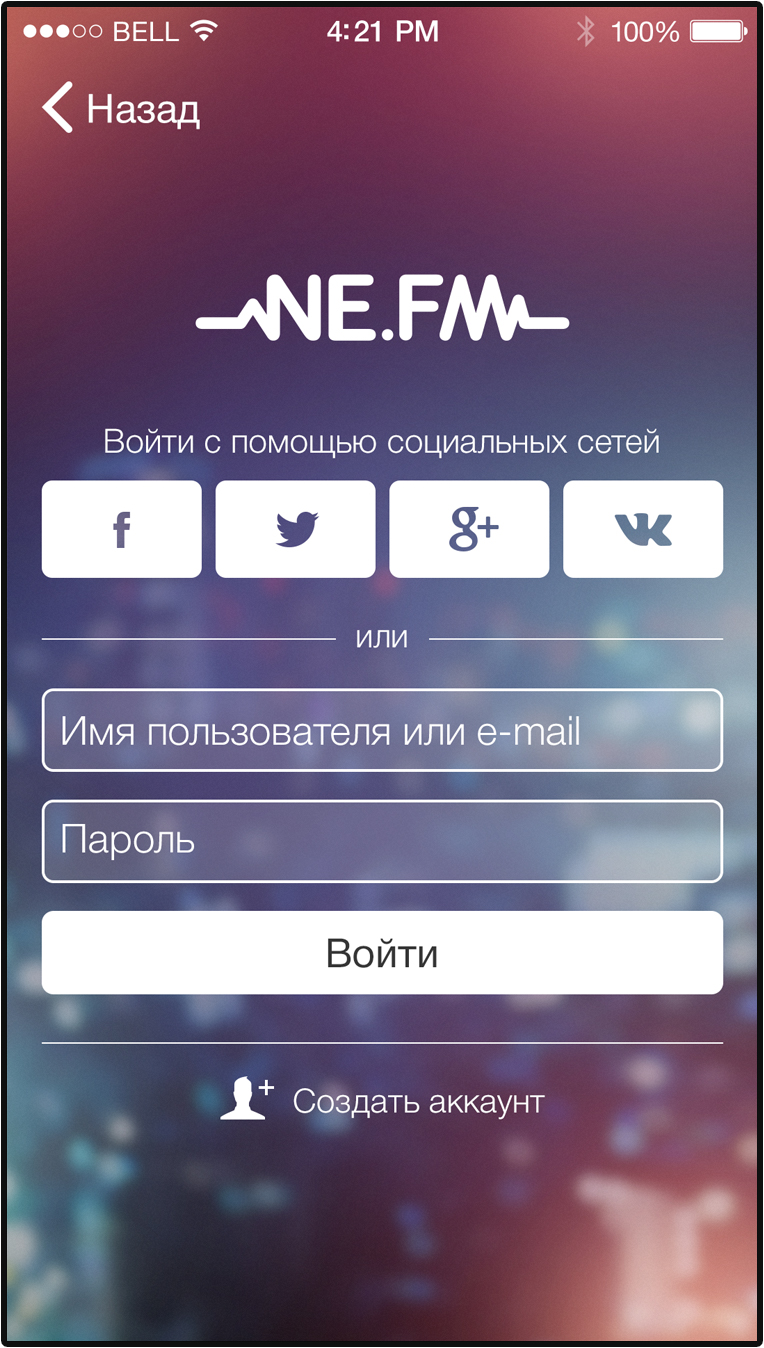 BELL 4:21 PM 100%
Назад
NE.FM
Войти с помощью социальных сетей
f g+ VK
или
Имя пользователя или e-mail
Пароль
Войти
Создать аккаунт